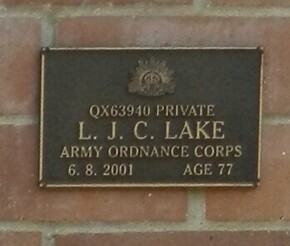 QX63940 PRIVATE
L. J. C. LAKE
ARMY ORDNANCE CORPS
6. 8. 2001 AGE 77